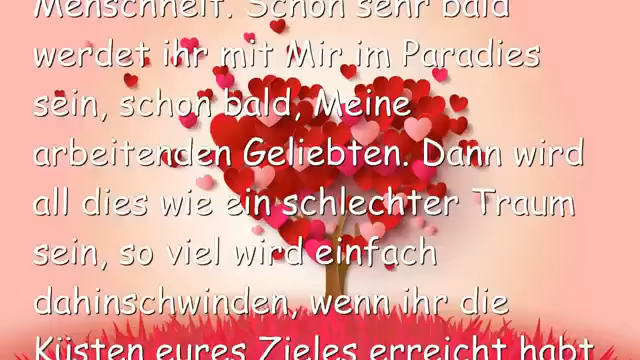 Menschheit. Schon sehr bald
werdet ihr mit Mir im Paradies
sein, schon bald, Meine
arbeitenden Geliebten. Dann wird
all dies wie ein schlechter Traum
sein, so viel wird einfach
dahinschwinden, wenn ihr die
Küsten eures Zieles erreicht habt